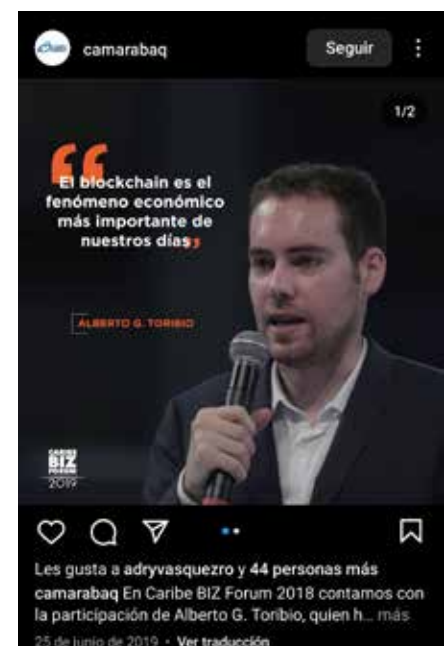 camarabaq
Seguir
1/2
“El blockchain es el
fenómeno económico
más importante de
nuestros días”
ALBERTO G. TORIBIO
CARIBE
BIZ
FORUM
2019
Les gusta a adryvasquezro y 44 personas más
camarabaq En Caribe BIZ Forum 2018 contamos con
la participación de Alberto G. Toribio, quien h... más
25 de junio de 2019 • Ver traducción